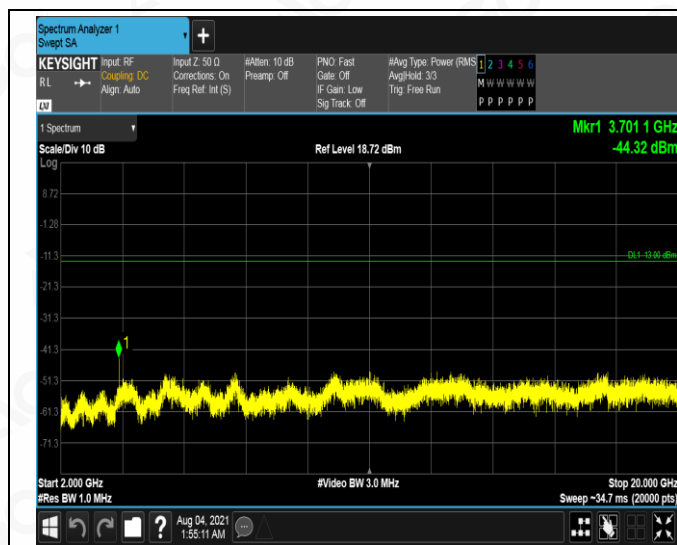 Spectrum Analyzer 1
Swept SA
+
KEYSIGHT
RL
LXI
Input: RF
Coupling: DC
Align: Auto
Input Z: 50 Ω
Corrections: On
Freq Ref: Int (S)
#Atten: 10 dB
Preamp: Off
PNO: Fast
Gate: Off
IF Gain: Low
Sig Track: Off
#Avg Type: Power (RMS
Avg|Hold: 3/3
Trig: Free Run
1 2 3 4 5 6
M W W W W W
P P P P P P
1 Spectrum
Scale/Div 10 dB
Ref Level 18.72 dBm
Mkr1 3.701 1 GHz
-44.32 dBm
Log
8.72
-1.28
-11.3
DL1 -13.00 dBm
-21.3
-31.3
-41.3
1
-51.3
-61.3
-71.3
Start 2.000 GHz
#Video BW 3.0 MHz
Stop 20.000 GHz
#Res BW 1.0 MHz
Sweep ~34.7 ms (20000 pts)
?
Aug 04, 2021
1:55:11 AM